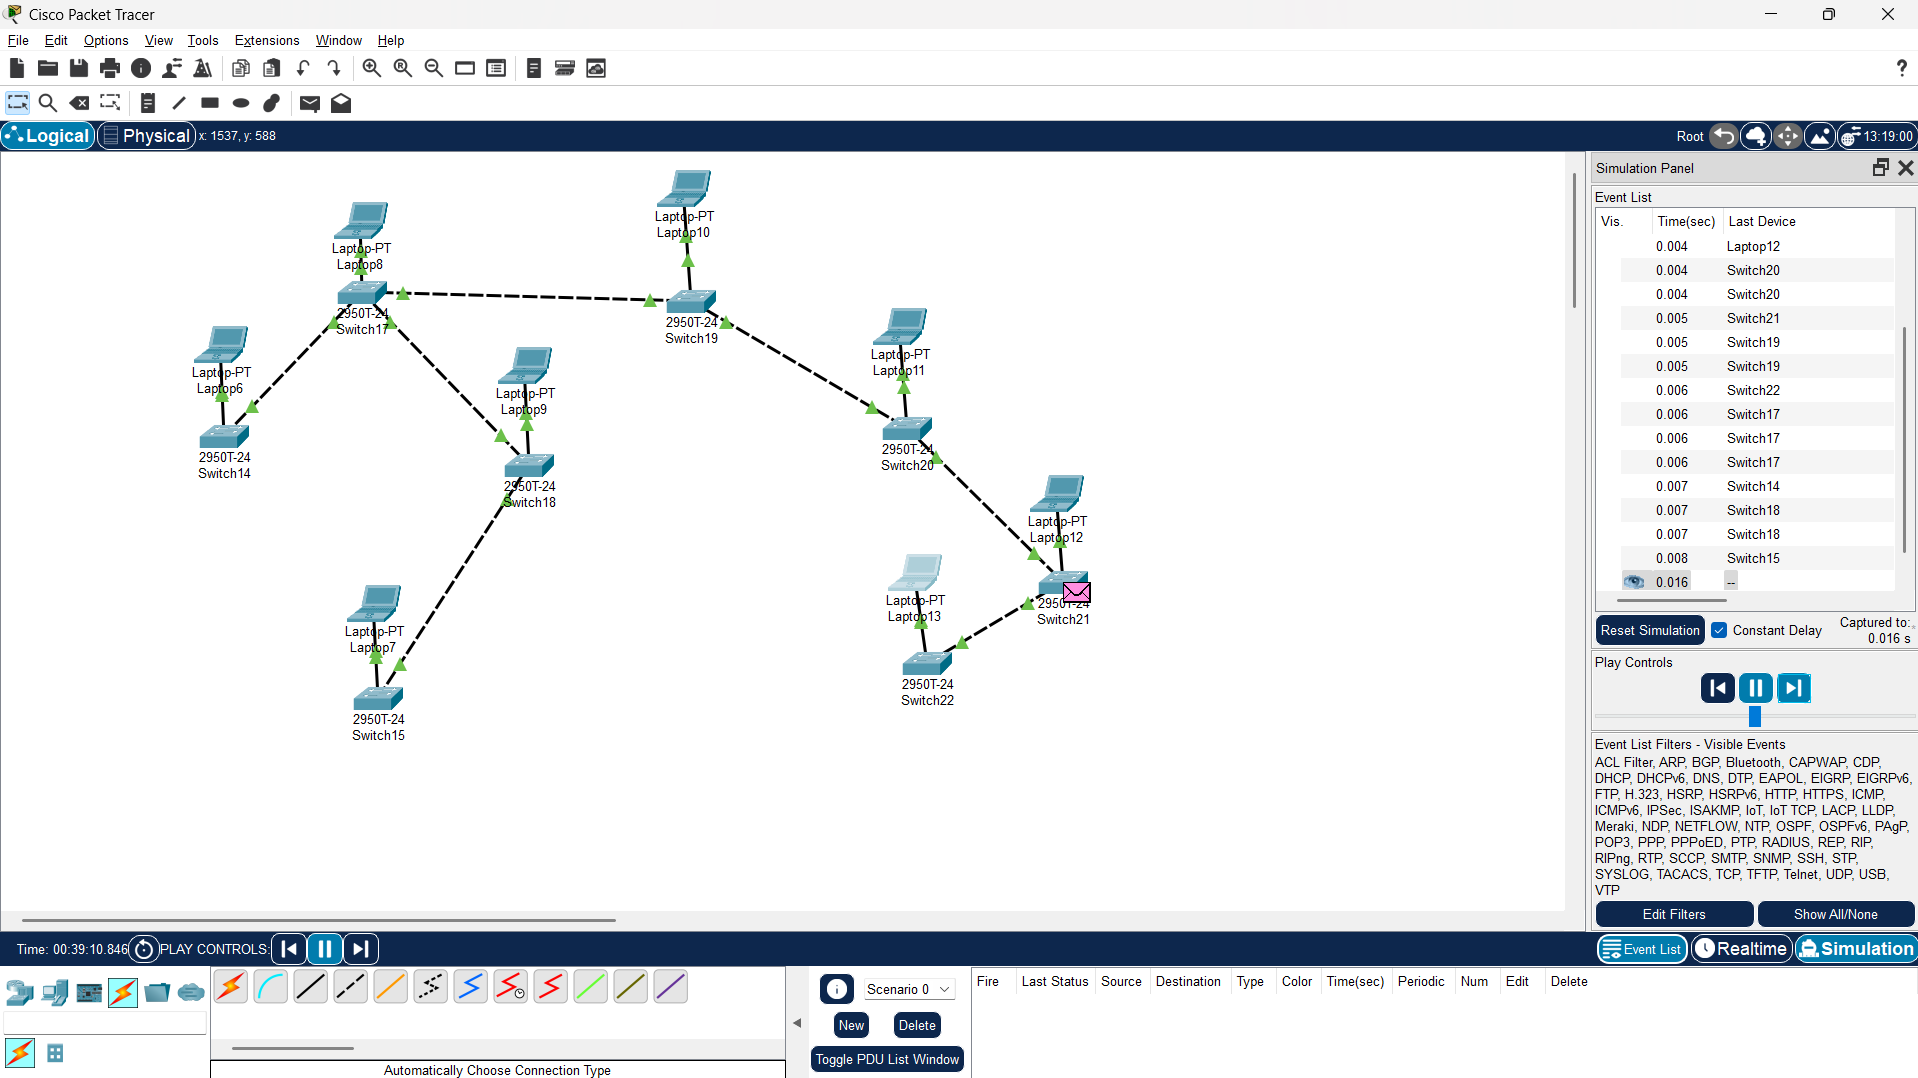 Cisco Packet Tracer
File Edit Options View Tools Extensions Window Help
Logical Physical x: 1537, y: 588 Root 13:19:00
Simulation Panel
Event List
Vis. Time(sec) Last Device
0.004 Laptop12
0.004 Switch20
0.004 Switch20
0.005 Switch21
0.005 Switch19
0.005 Switch19
0.006 Switch22
0.006 Switch17
0.006 Switch17
0.006 Switch17
0.007 Switch14
0.007 Switch18
0.007 Switch18
0.008 Switch15
0.016 --
Reset Simulation Constant Delay Captured to:
0.016 s
Play Controls
Event List Filters - Visible Events
ACL Filter, ARP, BGP, Bluetooth, CAPWAP, CDP,
DHCP, DHCPv6, DNS, DTP, EAPOL, EIGRP, EIGRPv6,
FTP, H.323, HSRP, HSRPv6, HTTP, HTTPS, ICMP,
ICMPv6, IPSec, ISAKMP, IoT, IoT TCP, LACP, LLDP,
Meraki, NDP, NETFLOW, NTP, OSPF, OSPFv6, PAgP,
POP3, PPP, PPPoED, PTP, RADIUS, REP, RIP,
RIPng, RTP, SCCP, SMTP, SNMP, SSH, STP,
SYSLOG, TACACS, TCP, TFTP, Telnet, UDP, USB,
VTP
Edit Filters Show All/None
Laptop-PT
Laptop10
Laptop-PT
Laptop8
2950T-24
Switch17
2950T-24
Switch19
Laptop-PT
Laptop6
Laptop-PT
Laptop11
Laptop-PT
Laptop9
2950T-24
Switch14
2950T-24
Switch20
2950T-24
Switch18
Laptop-PT
Laptop12
Laptop-PT
Laptop13
2950T-24
Switch21
Laptop-PT
Laptop7
2950T-24
Switch22
2950T-24
Switch15
Time: 00:39:10.846 PLAY CONTROLS: Event List Realtime Simulation
Scenario 0
New Delete
Toggle PDU List Window
Fire Last Status Source Destination Type Color Time(sec) Periodic Num Edit Delete
Automatically Choose Connection Type